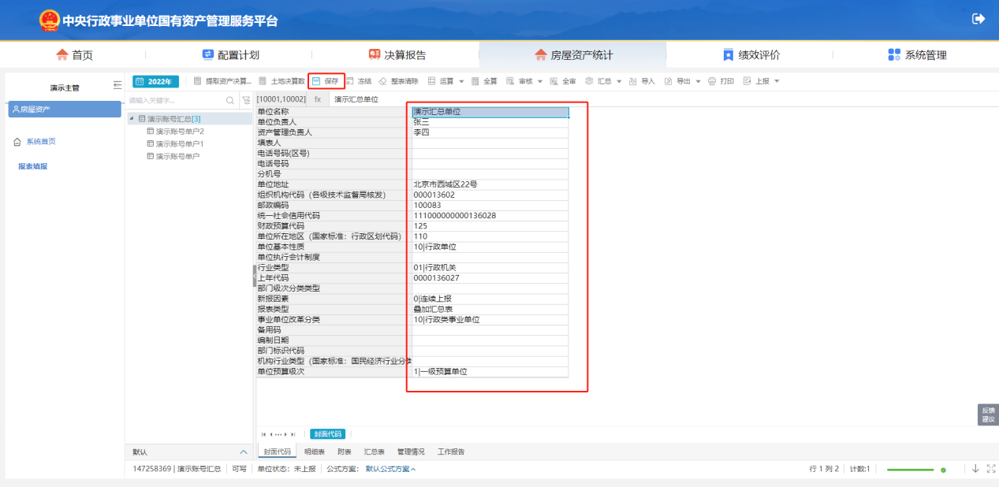 中央行政事业单位国有资产管理服务平台
首页 配置计划 决算报告 房屋资产统计 绩效评价 系统管理
演示主管
房屋资产
系统首页
报表填报
2022年 提取资产决算... 土地决算数 保存 冻结 整表清除 运算 全算 审核 全审 汇总 导入 导出 打印 上报
请输入关键字...
演示账号汇总[3]
演示账号单户2
演示账号单户1
演示账号单户
[10001,10002] fx 演示汇总单位
单位名称 演示汇总单位
单位负责人 张三
资产管理负责人 李四
填表人
电话号码(区号)
电话号码
分机号
单位地址 北京市西城区22号
组织机构代码（各级技术监督局核发） 000013602
邮政编码 100083
统一社会信用代码 111000000000136028
财政预算代码 125
单位所在地区（国家标准：行政区划代码） 110
单位基本性质 10|行政单位
单位执行会计制度
行业类型 01|行政机关
上年代码 0000136027
部门级次分类类型
新报因素 0|连续上报
报表类型 叠加汇总表
事业单位改革分类 10|行政类事业单位
备用码
编制日期
部门标识代码
机构行业类型（国家标准：国民经济行业分类
单位预算级次 1|一级预算单位
反馈
建议
封面代码
默认
封面代码 明细表 附表 汇总表 管理情况 工作报告
147258369 | 演示账号汇总 可写 单位状态：未上报 公式方案： 默认公式方案
行 1 列 2 计数:1